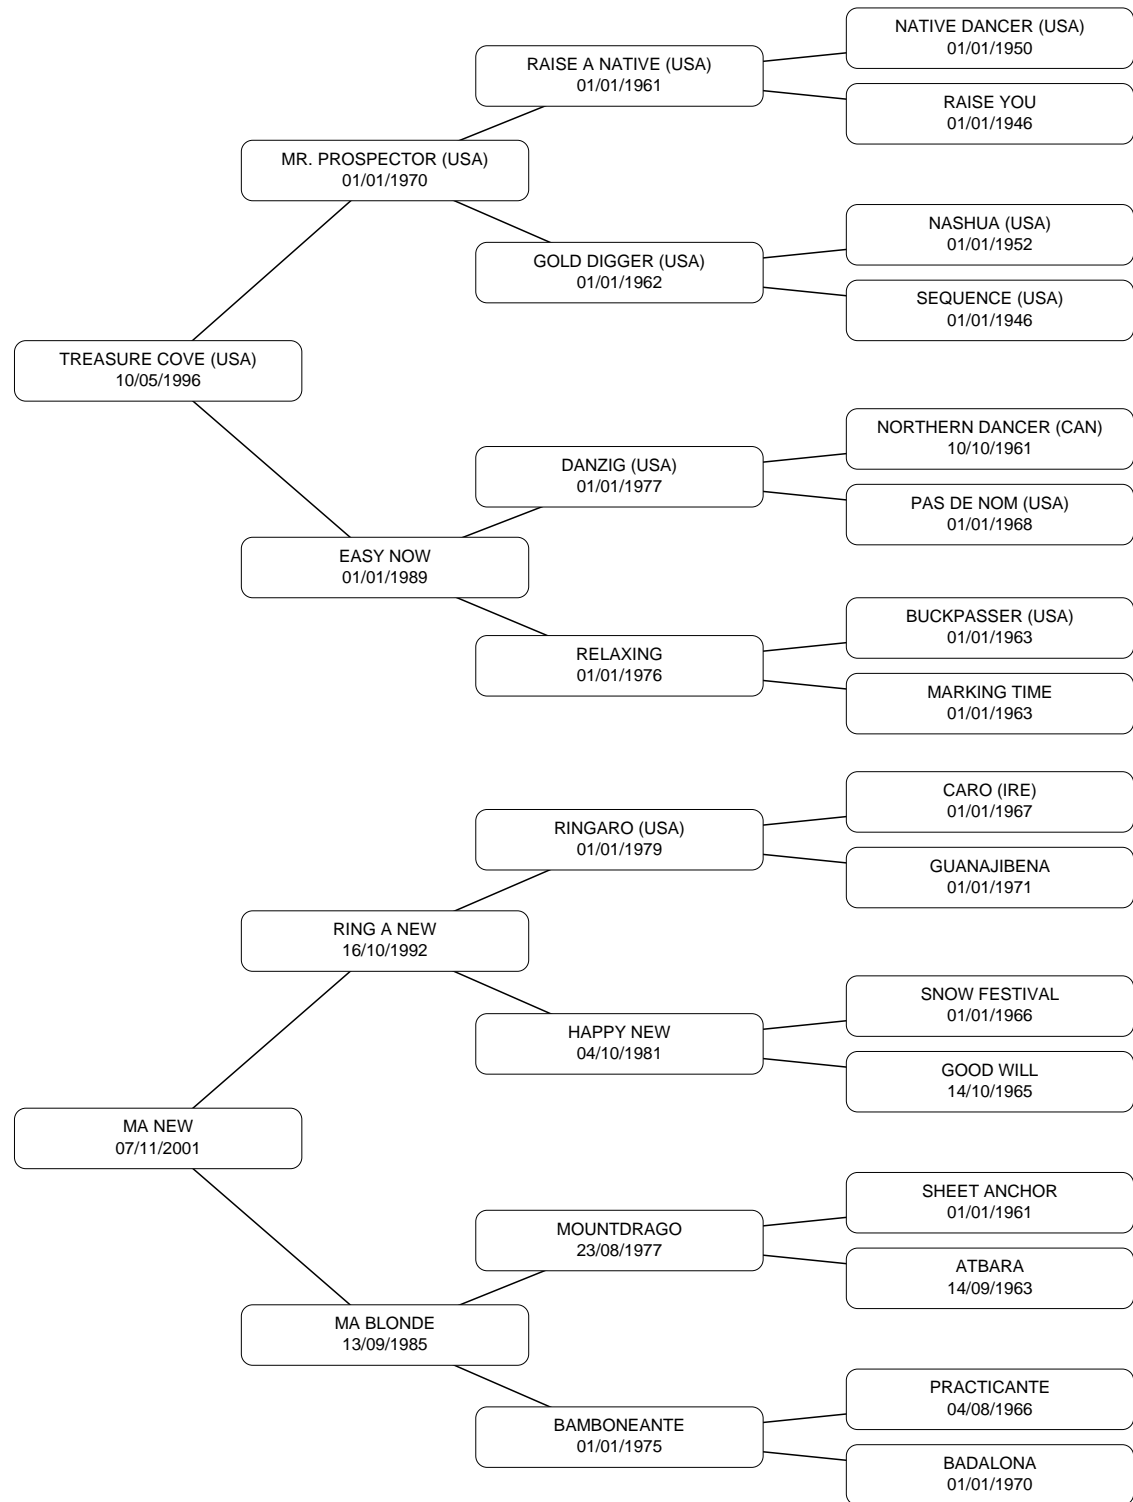 NATIVE DANCER (USA)
01/01/1950
RAISE A NATIVE (USA)
01/01/1961
RAISE YOU
01/01/1946
MR. PROSPECTOR (USA)
01/01/1970
NASHUA (USA)
01/01/1952
GOLD DIGGER (USA)
01/01/1962
SEQUENCE (USA)
01/01/1946
TREASURE COVE (USA)
10/05/1996
NORTHERN DANCER (CAN)
10/10/1961
DANZIG (USA)
01/01/1977
PAS DE NOM (USA)
01/01/1968
EASY NOW
01/01/1989
BUCKPASSER (USA)
01/01/1963
RELAXING
01/01/1976
MARKING TIME
01/01/1963
CARO (IRE)
01/01/1967
RINGARO (USA)
01/01/1979
GUANAJIBENA
01/01/1971
RING A NEW
16/10/1992
SNOW FESTIVAL
01/01/1966
HAPPY NEW
04/10/1981
GOOD WILL
14/10/1965
MA NEW
07/11/2001
SHEET ANCHOR
01/01/1961
MOUNTDRAGO
23/08/1977
ATBARA
14/09/1963
MA BLONDE
13/09/1985
PRACTICANTE
04/08/1966
BAMBONEANTE
01/01/1975
BADALONA
01/01/1970